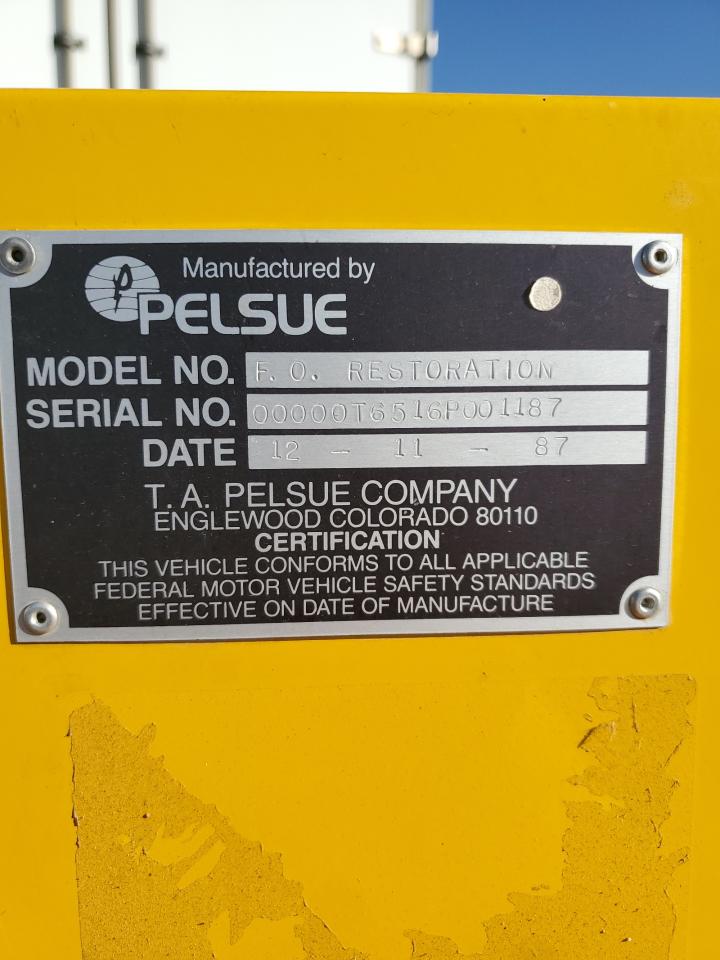 Manufactured by
PELSUE
MODEL NO. F.O. RESTORATION
SERIAL NO. 00000T6516P001187
DATE 12 - 11 - 87
T. A. PELSUE COMPANY
ENGLEWOOD COLORADO 80110
CERTIFICATION
THIS VEHICLE CONFORMS TO ALL APPLICABLE
FEDERAL MOTOR VEHICLE SAFETY STANDARDS
EFFECTIVE ON DATE OF MANUFACTURE